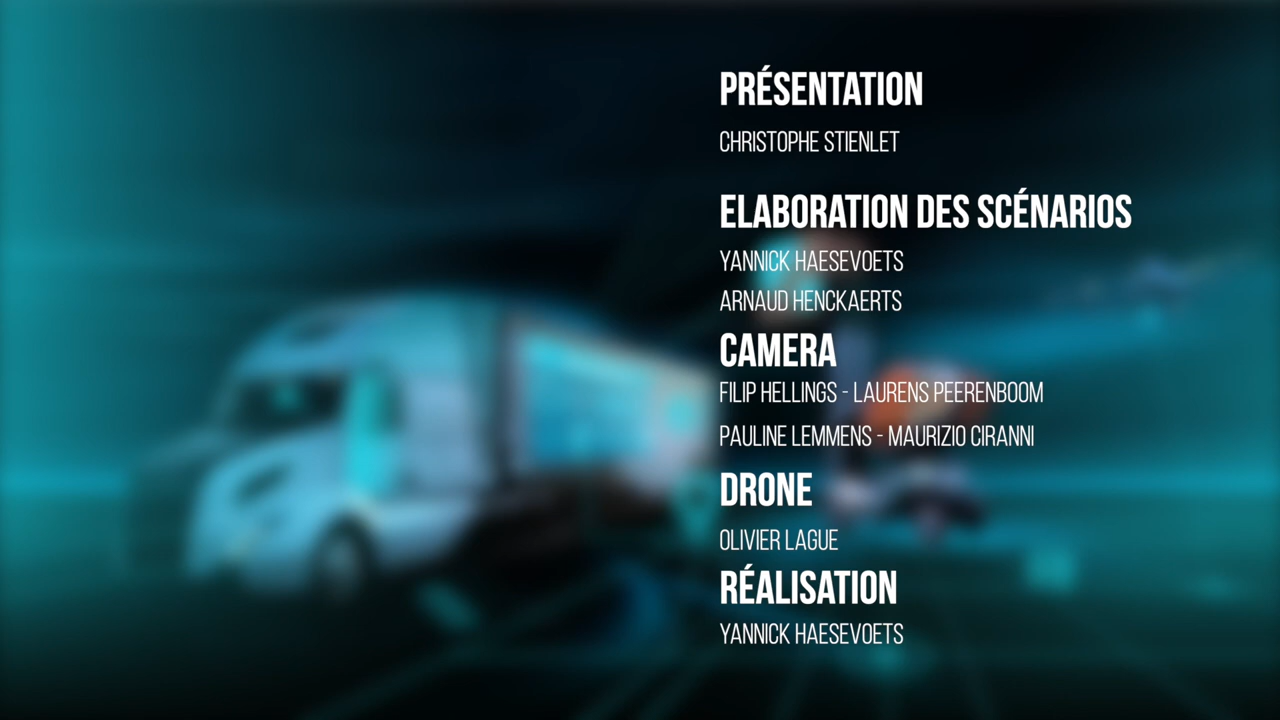 PRÉSENTATION
CHRISTOPHE STIENLET
ELABORATION DES SCÉNARIOS
YANNICK HAESEVOETS
ARNAUD HENCKAERTS
CAMERA
FILIP HELLINGS - LAURENS PEERENBOOM
PAULINE LEMMENS - MAURIZIO CIRANNI
DRONE
OLIVIER LAGUE
RÉALISATION
YANNICK HAESEVOETS